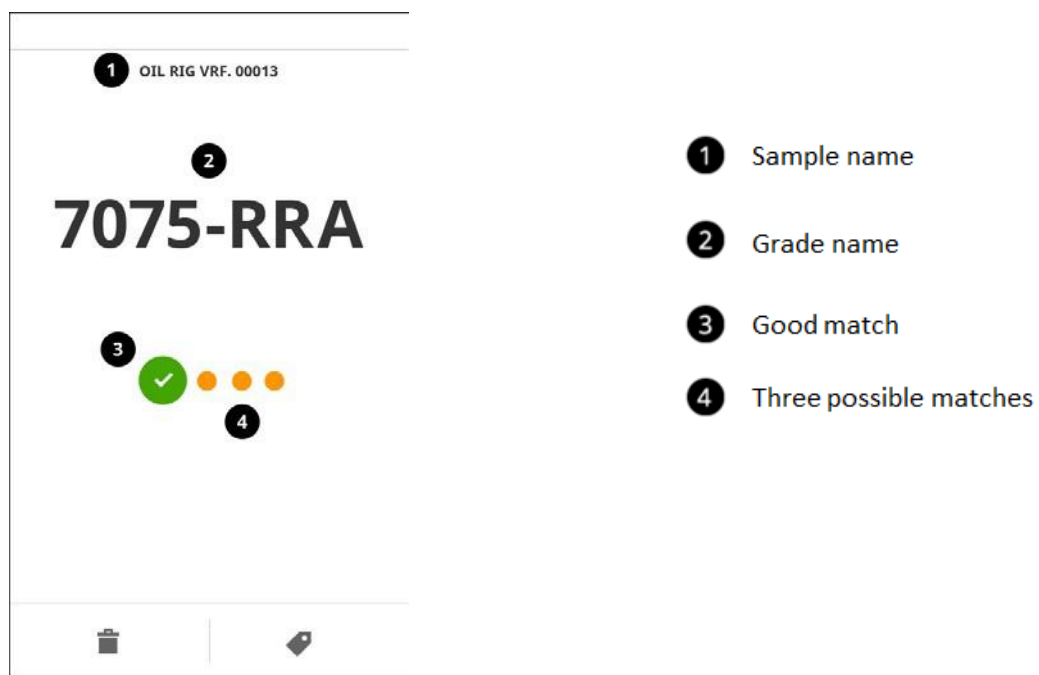 1 OIL RIG VRF. 00013
2
7075-RRA
3
4
1 Sample name
2 Grade name
3 Good match
4 Three possible matches